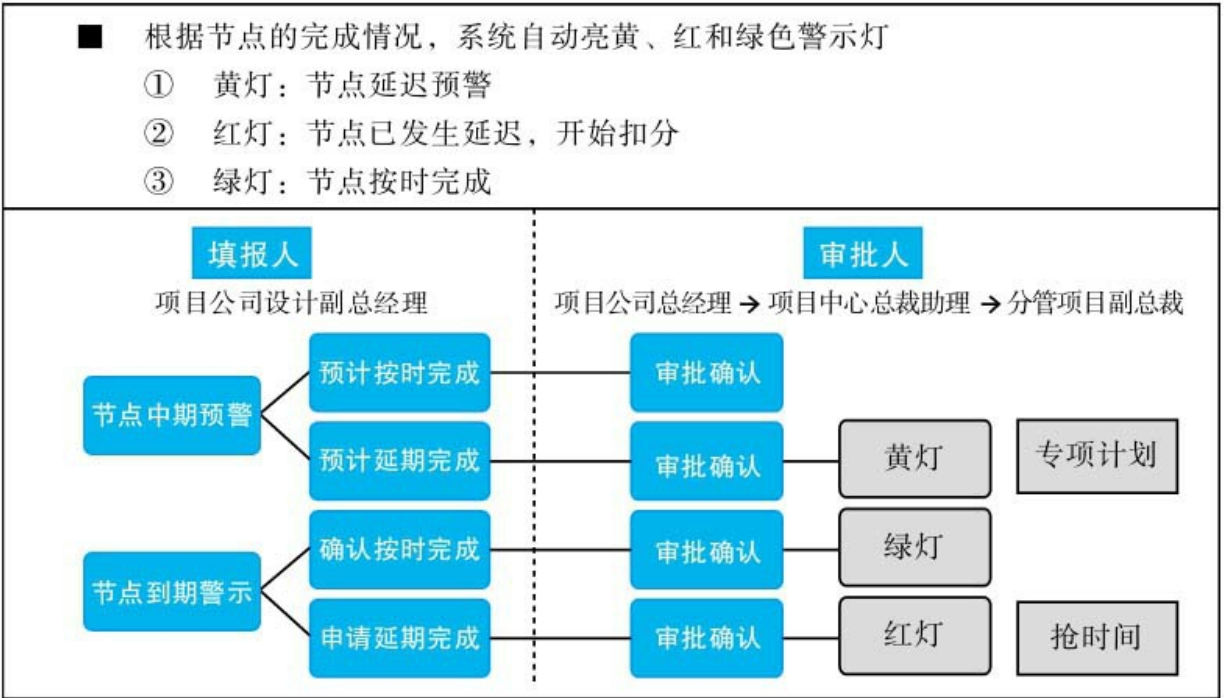 ■ 根据节点的完成情况，系统自动亮黄、红和绿色警示灯
① 黄灯：节点延迟预警
② 红灯：节点已发生延迟，开始扣分
③ 绿灯：节点按时完成
填报人
审批人
项目公司设计副总经理
项目公司总经理→项目中心总裁助理→分管项目副总裁
节点中期预警
预计按时完成
审批确认
预计延期完成
审批确认
黄灯
专项计划
节点到期警示
确认按时完成
审批确认
绿灯
申请延期完成
审批确认
红灯
抢时间